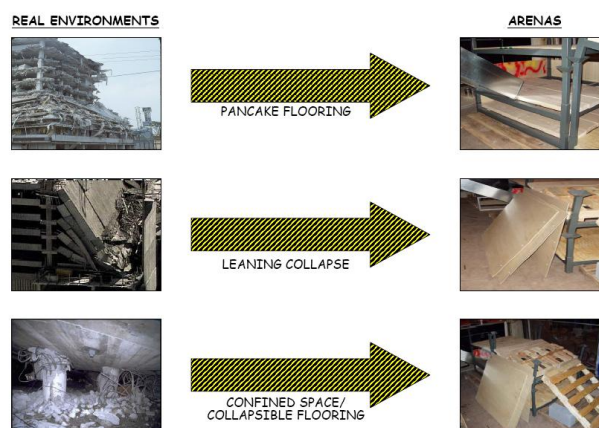 REAL ENVIRONMENTS
ARENAS
PANCAKE FLOORING
LEANING COLLAPSE
CONFINED SPACE/
COLLAPSIBLE FLOORING